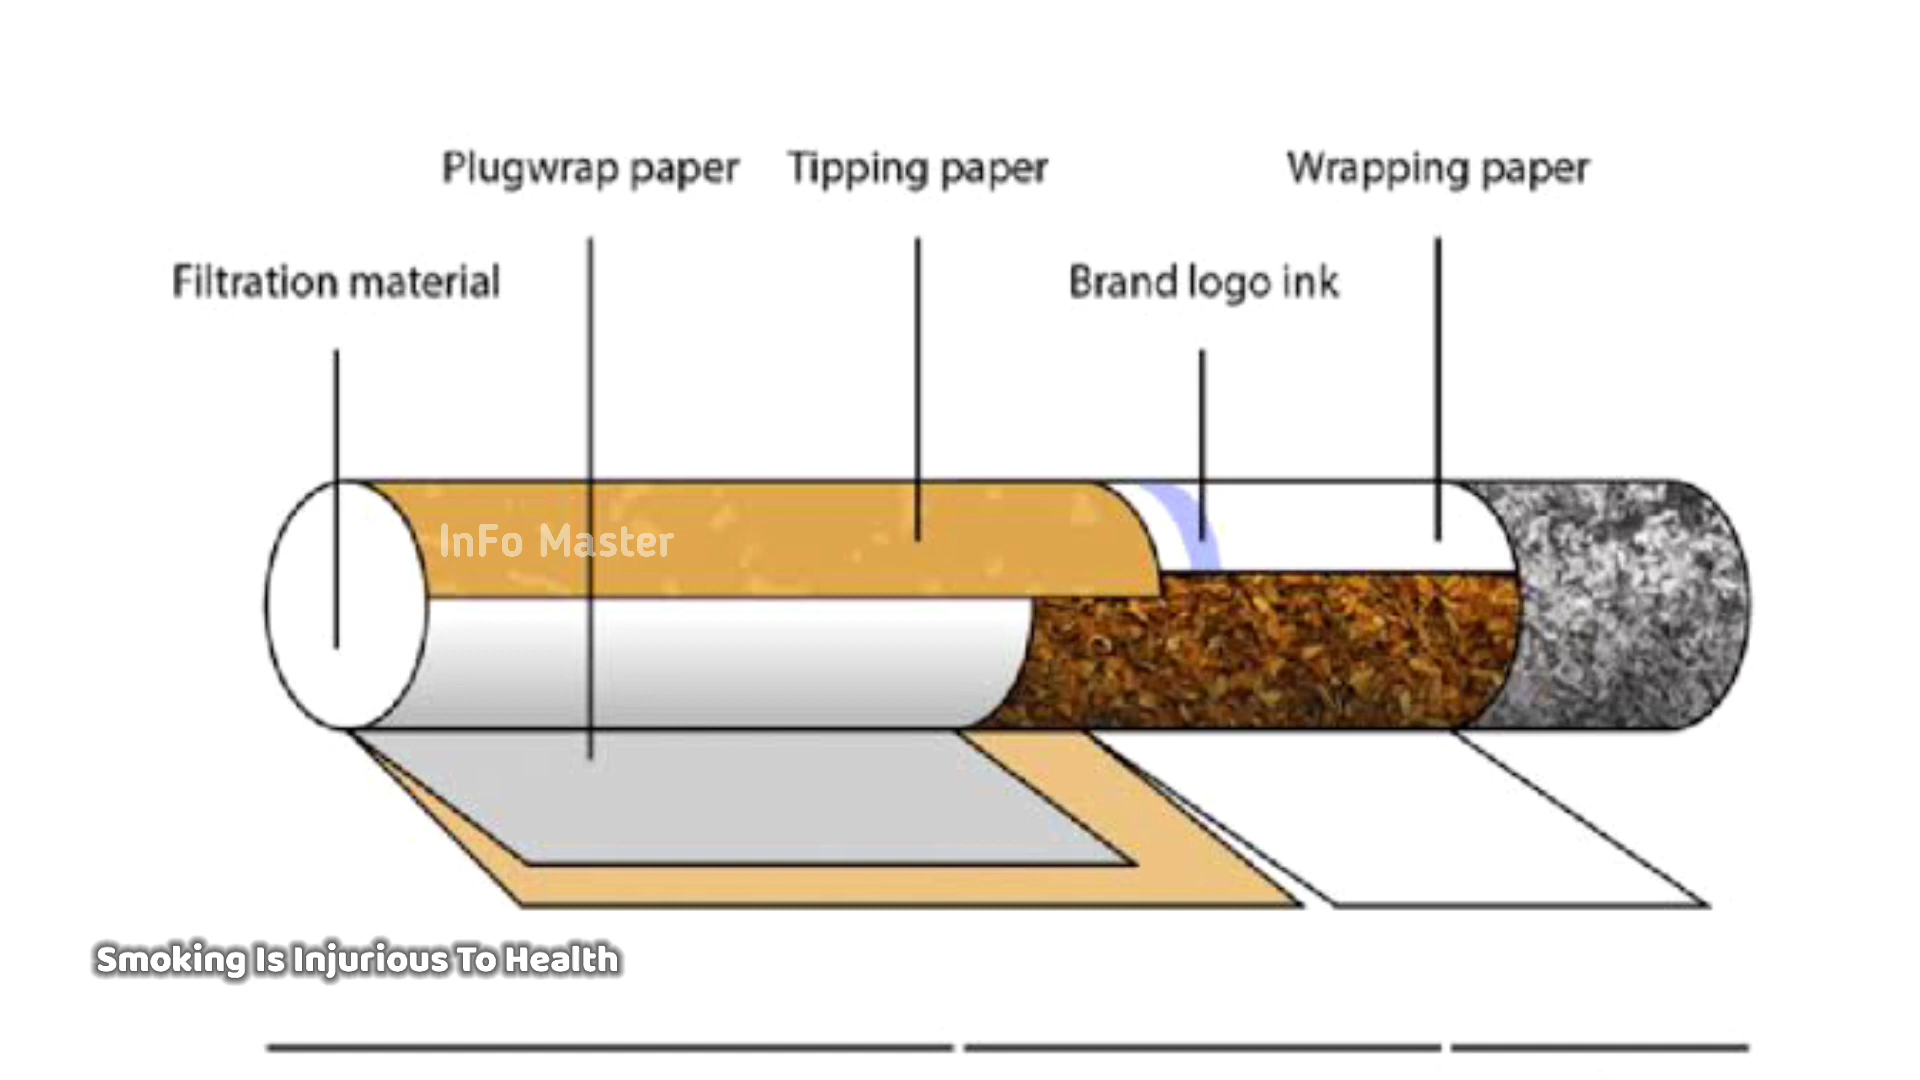 Plugwrap paper
Tipping paper
Wrapping paper
Filtration material
Brand logo ink
InFo Master
Smoking Is Injurious To Health